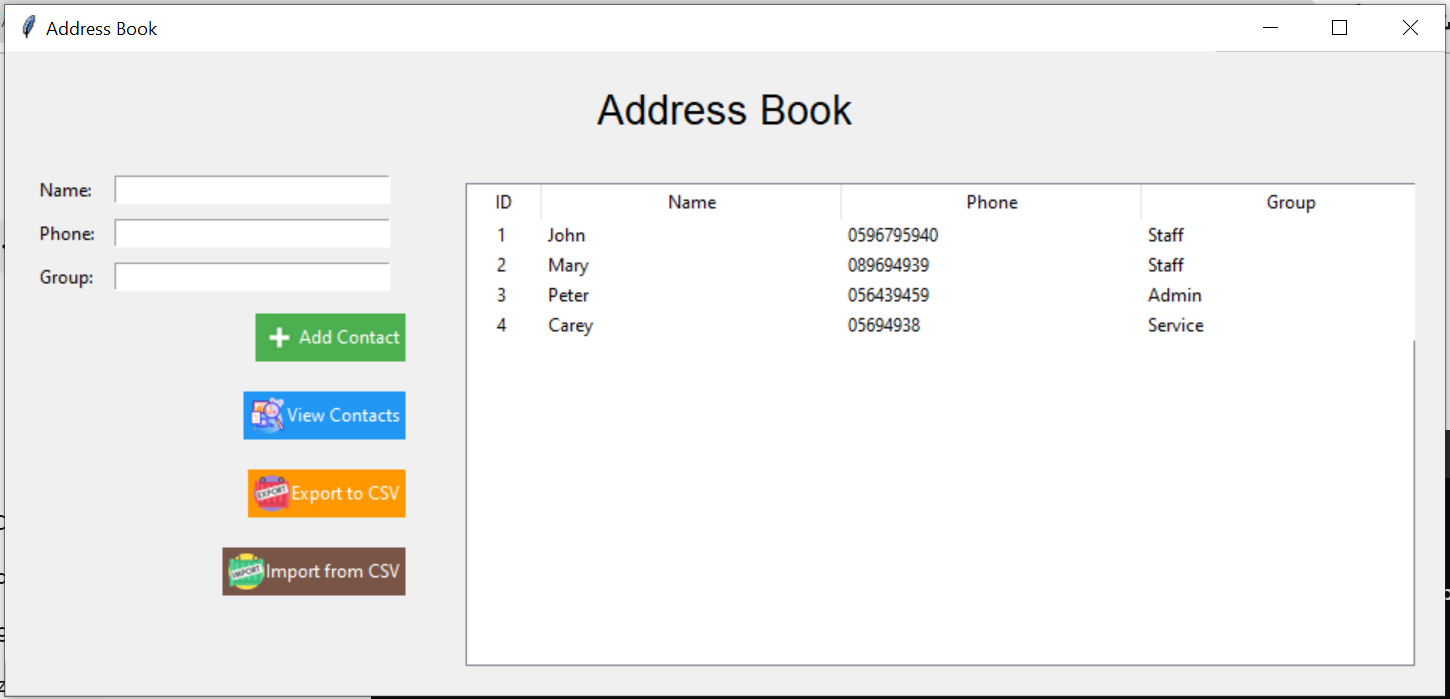 Address Book
Address Book
Name:
Phone:
Group:
Add Contact
View Contacts
EXPORT Export to CSV
IMPORT Import from CSV
ID Name Phone Group
1 John 0596795940 Staff
2 Mary 089694939 Staff
3 Peter 056439459 Admin
4 Carey 05694938 Service